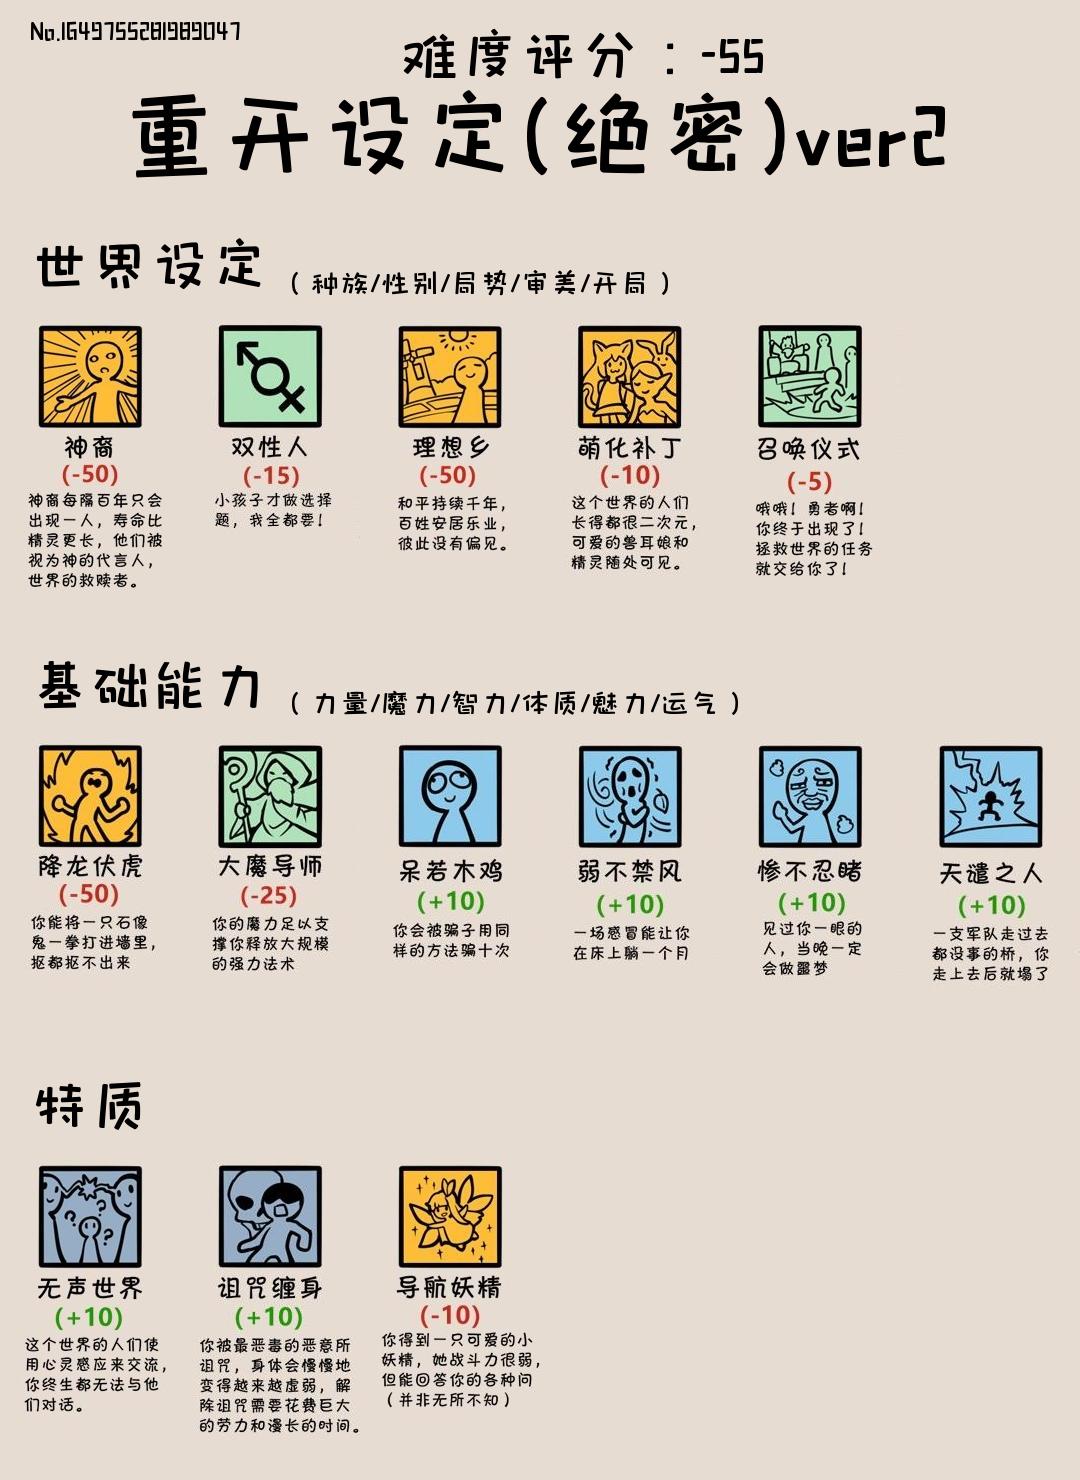 No.1649755281989047
难度评分：-55
重开设定(绝密)ver2
世界设定（种族/性别/局势/审美/开局）
神裔
(-50)
神裔每隔百年只会
出现一人，寿命比
精灵更长，他们被
视为神的代言人，
世界的救赎者。
双性人
(-15)
小孩子才做选择
题，我全都要！
理想乡
(-50)
和平持续千年，
百姓安居乐业，
彼此没有偏见。
萌化补丁
(-10)
这个世界的人们
长得都很二次元，
可爱的兽耳娘和
精灵随处可见。
召唤仪式
(-5)
哦哦！勇者啊！
你终于出现了！
拯救世界的任务
就交给你了！
基础能力（力量/魔力/智力/体质/魅力/运气）
降龙伏虎
(-50)
你能将一只石像
鬼一拳打进墙里，
抠都抠不出来
大魔导师
(-25)
你的魔力足以支
撑你释放大规模
的强力法术
呆若木鸡
(+10)
你会被骗子用同
样的方法骗十次
弱不禁风
(+10)
一场感冒能让你
在床上躺一个月
惨不忍睹
(+10)
见过你一眼的
人，当晚一定
会做噩梦
天谴之人
(+10)
一支军队走过去
都没事的桥，你
走上去后就塌了
特质
无声世界
(+10)
这个世界的人们使
用心灵感应来交流，
你终生都无法与他
们对话。
诅咒缠身
(+10)
你被最恶毒的恶意所
诅咒，身体会慢慢地
变得越来越虚弱，解
除诅咒需要花费巨大
的劳力和漫长的时间。
导航妖精
(-10)
你得到一只可爱的小
妖精，她战斗力很弱，
但能回答你的各种问
（并非无所不知）